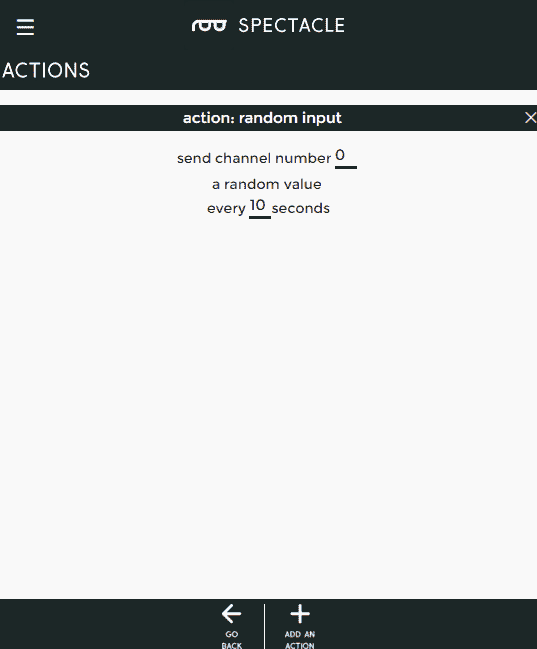 SPECTACLE
ACTIONS
action: random input
send channel number 0
a random value
every 10 seconds
GO
BACK
ADD AN
ACTION